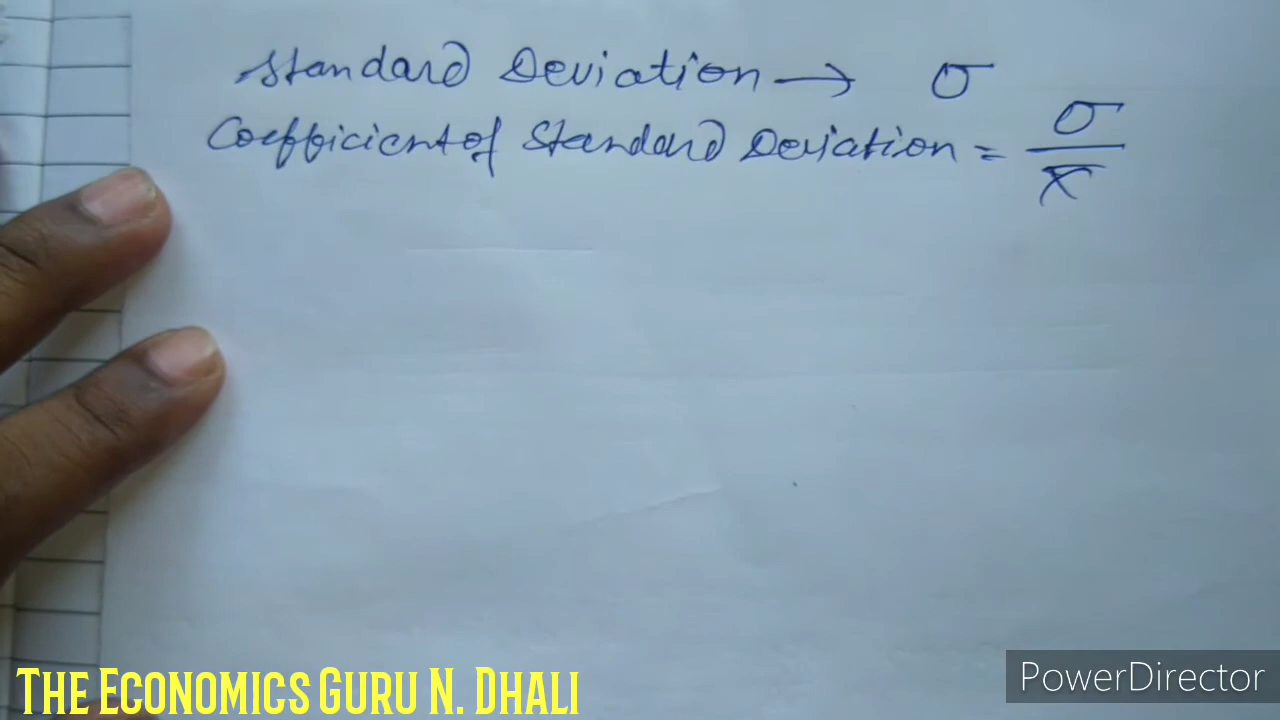 Standard Deviation → σ
Coefficient of Standard Deviation = σ / x̄
THE ECONOMICS GURU N. DHALI
PowerDirector